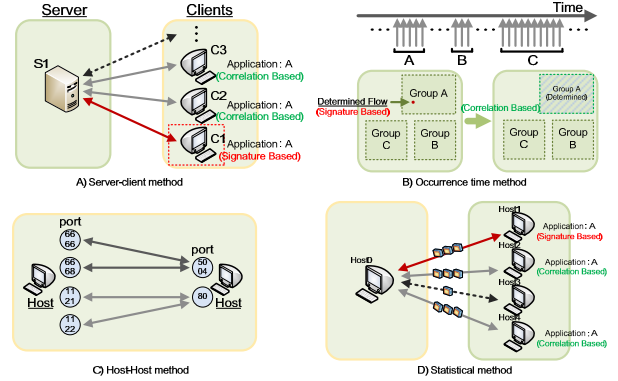 Server
Clients
S1
C3
Application: A
(Correlation Based)
C2
Application: A
(Correlation Based)
C1
Application: A
(Signature Based)
A) Server-client method
Time
A
B
C
Determined Flow
(Signature Based)
Group A
Group
C
Group
B
(Correlation Based)
Group A
(Determined)
Group
C
Group
B
B) Occurrence time method
port
66
66
66
68
11
21
11
22
Host
port
50
04
80
Host
C) Host-Host method
Host0
Host1
Application: A
(Signature Based)
Host2
Application: A
(Correlation Based)
Host3
Host4
Application: A
(Correlation Based)
D) Statistical method